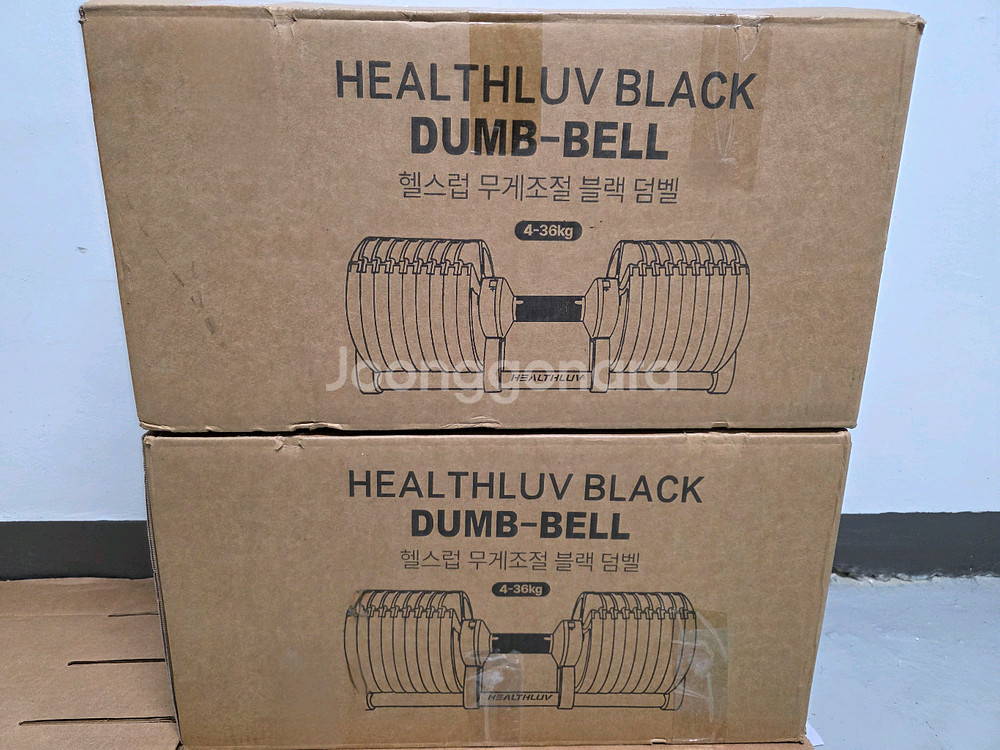 HEALTHLUV BLACK
DUMB-BELL
헬스럽 무게조절 블랙 덤벨
4-36kg
Joonggonara
HEALTHLUV
HEALTHLUV BLACK
DUMB-BELL
헬스럽 무게조절 블랙 덤벨
4-36kg
HEALTHLUV